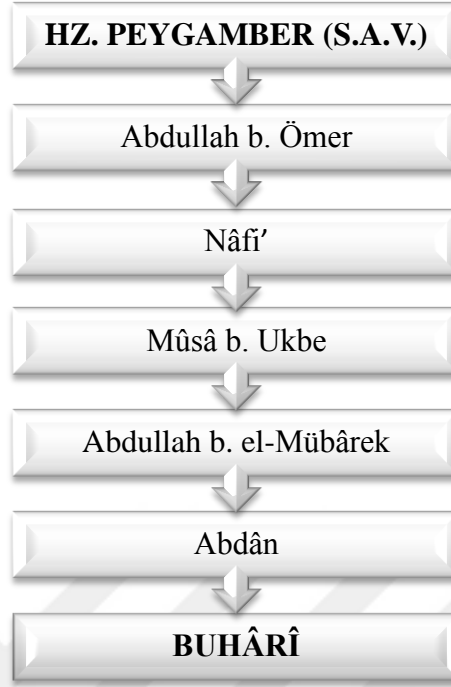 HZ. PEYGAMBER (S.A.V.)
Abdullah b. Ömer
Nâfi′
Mûsâ b. Ukbe
Abdullah b. el-Mübârek
Abdân
BUHÂRÎ